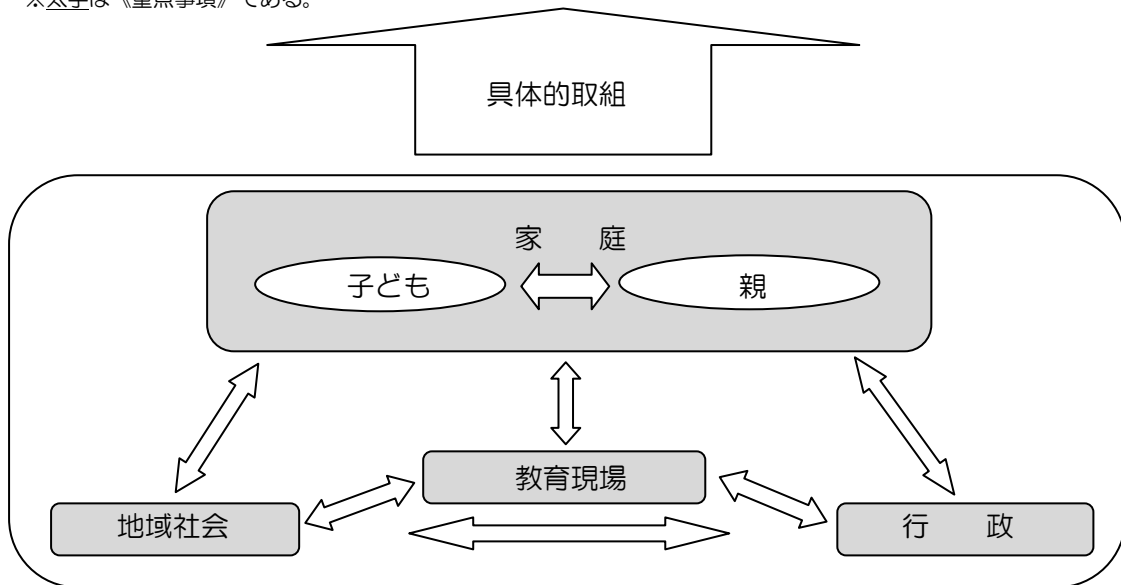 ※太字は《重点事項》である。
具体的取組
家　　庭
子ども
親
教育現場
地域社会
行　　政